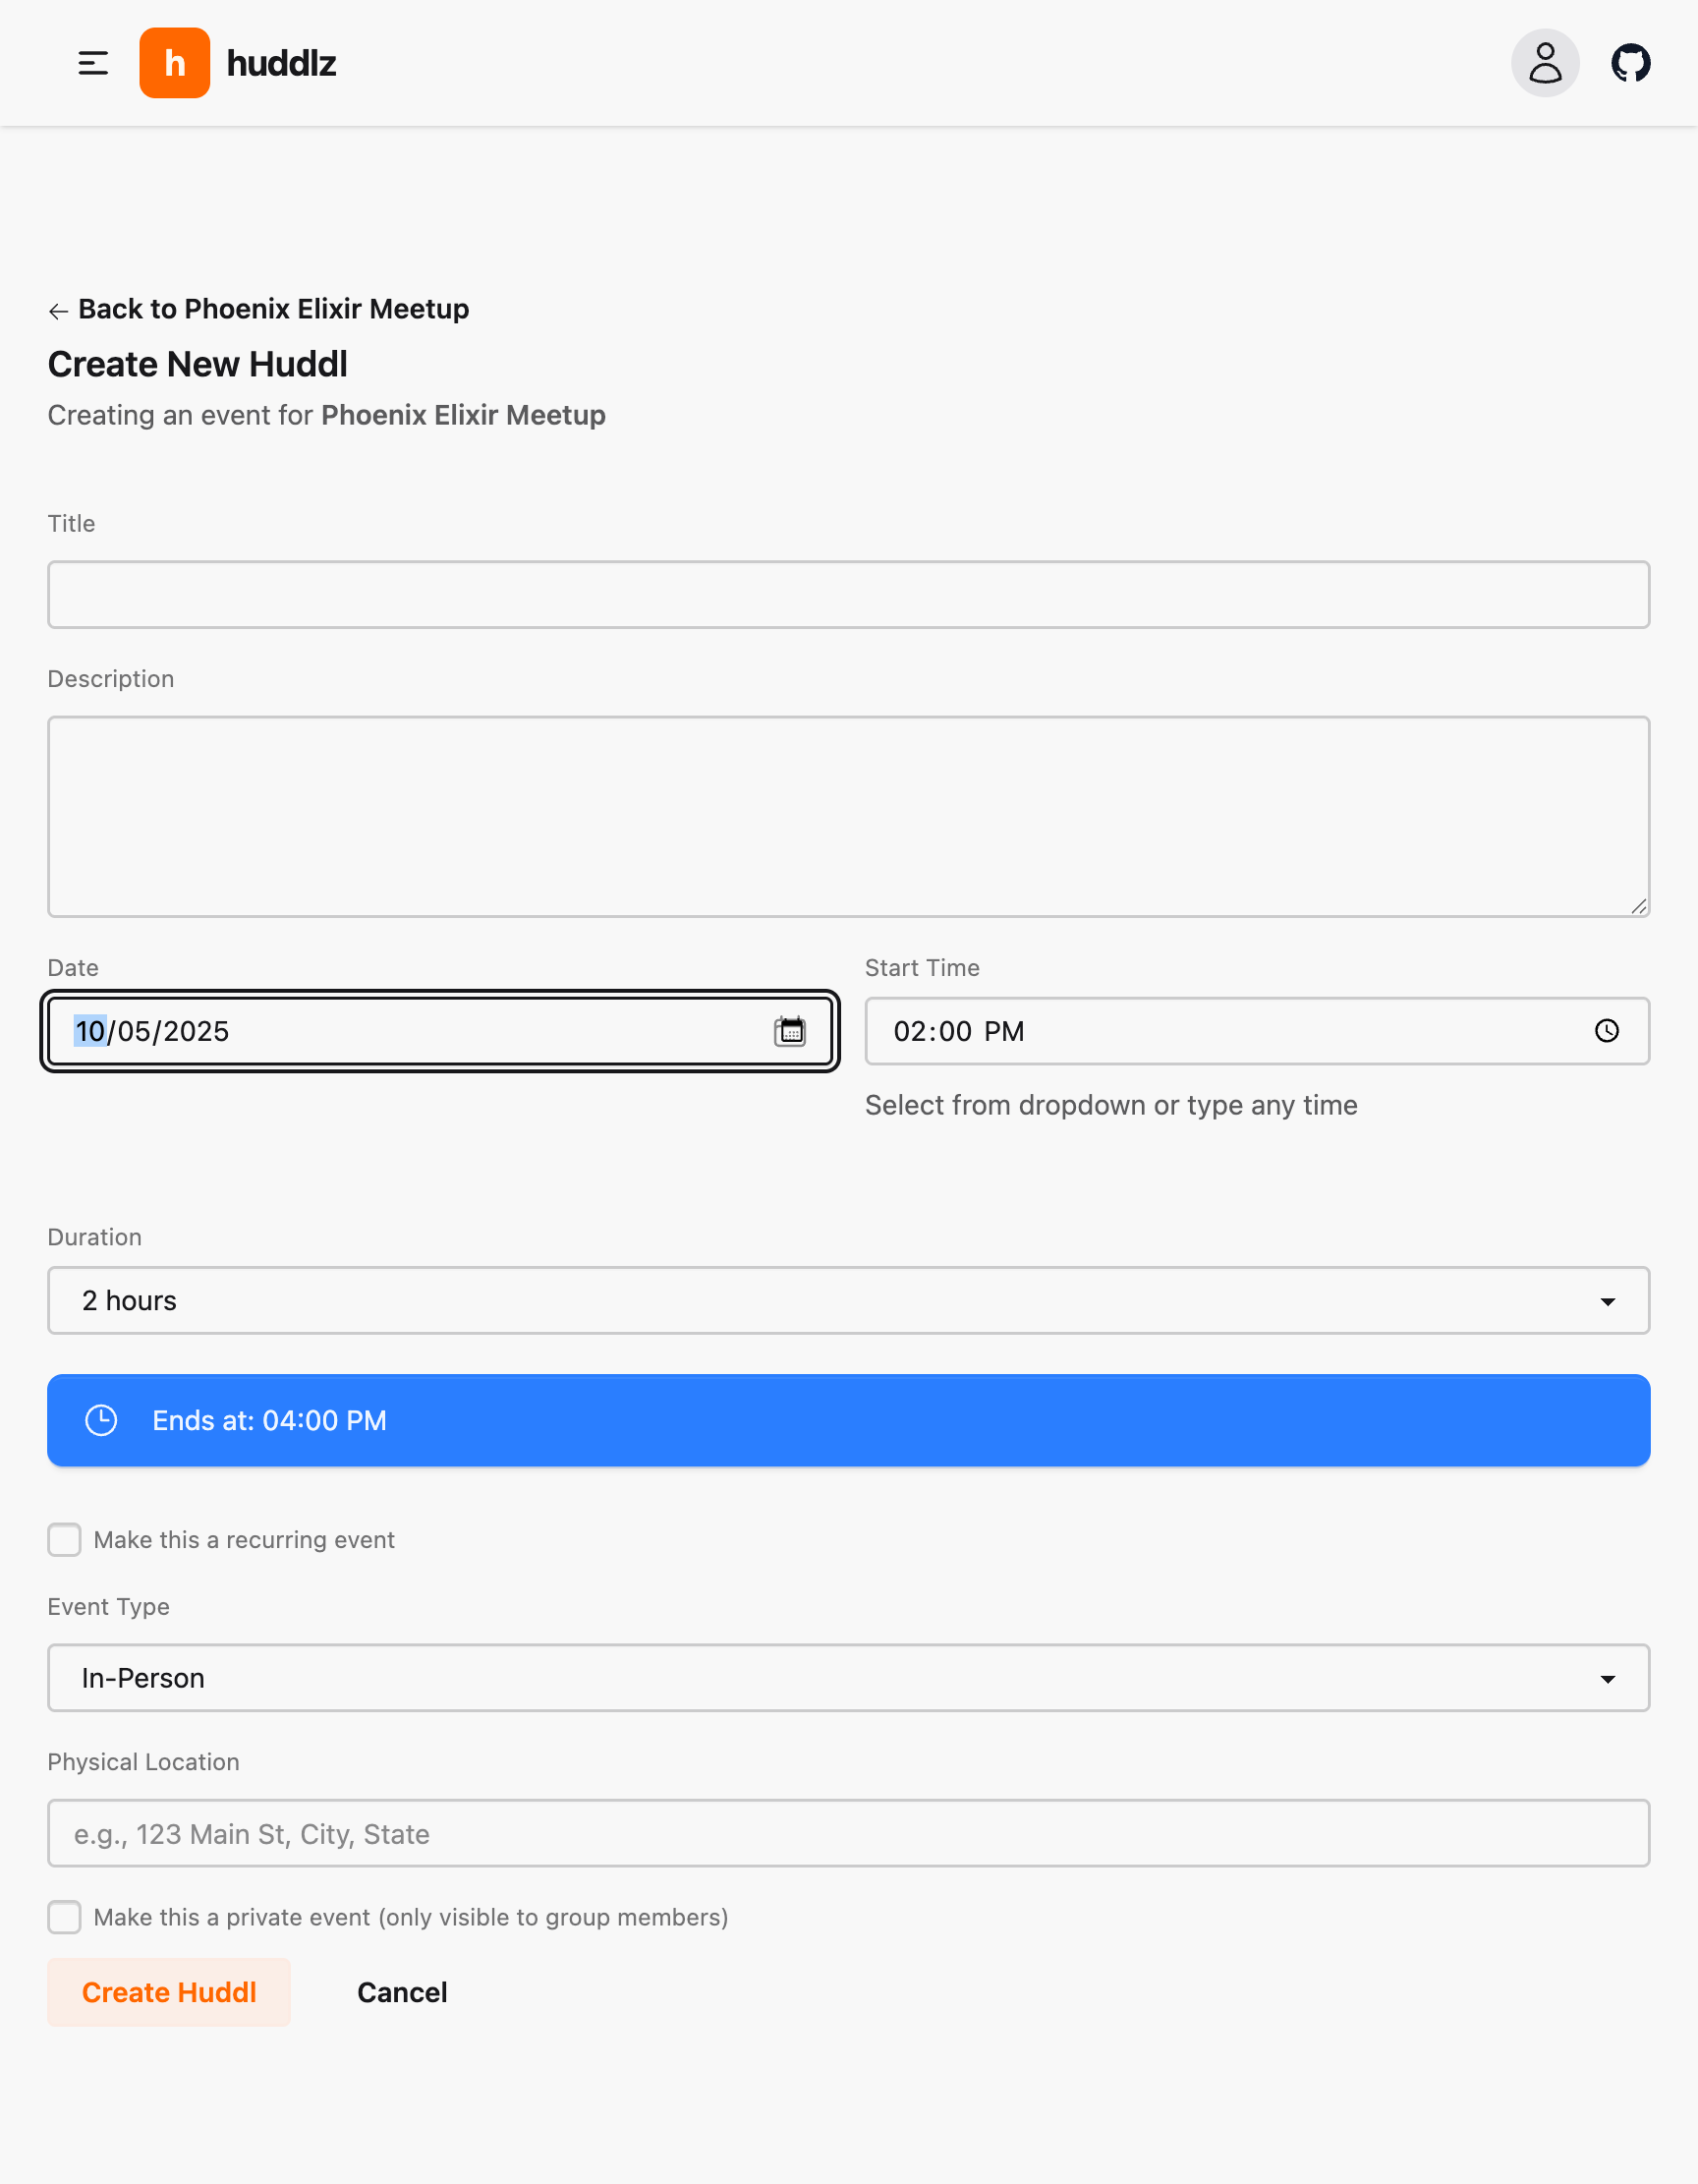 h huddlz
Back to Phoenix Elixir Meetup
Create New Huddl
Creating an event for Phoenix Elixir Meetup
Title
Description
Date
10/05/2025
Start Time
02:00 PM
Select from dropdown or type any time
Duration
2 hours
Ends at: 04:00 PM
Make this a recurring event
Event Type
In-Person
Physical Location
e.g., 123 Main St, City, State
Make this a private event (only visible to group members)
Create Huddl Cancel